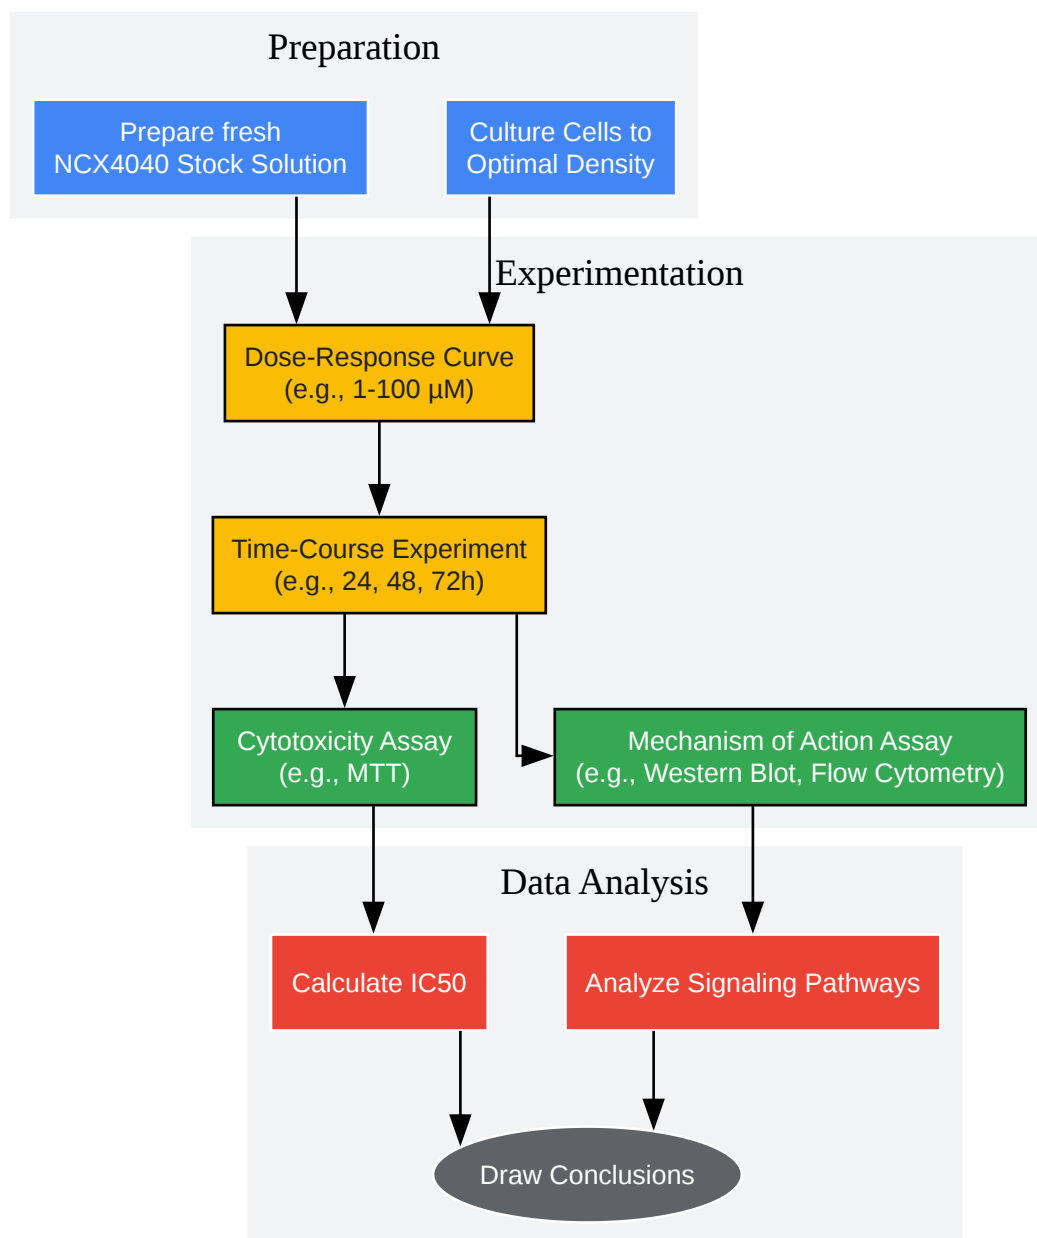 Preparation
Prepare fresh
NCX4040 Stock Solution
Culture Cells to
Optimal Density
Experimentation
Dose-Response Curve
(e.g., 1-100 µM)
Time-Course Experiment
(e.g., 24, 48, 72h)
Cytotoxicity Assay
(e.g., MTT)
Mechanism of Action Assay
(e.g., Western Blot, Flow Cytometry)
Data Analysis
Calculate IC50
Analyze Signaling Pathways
Draw Conclusions